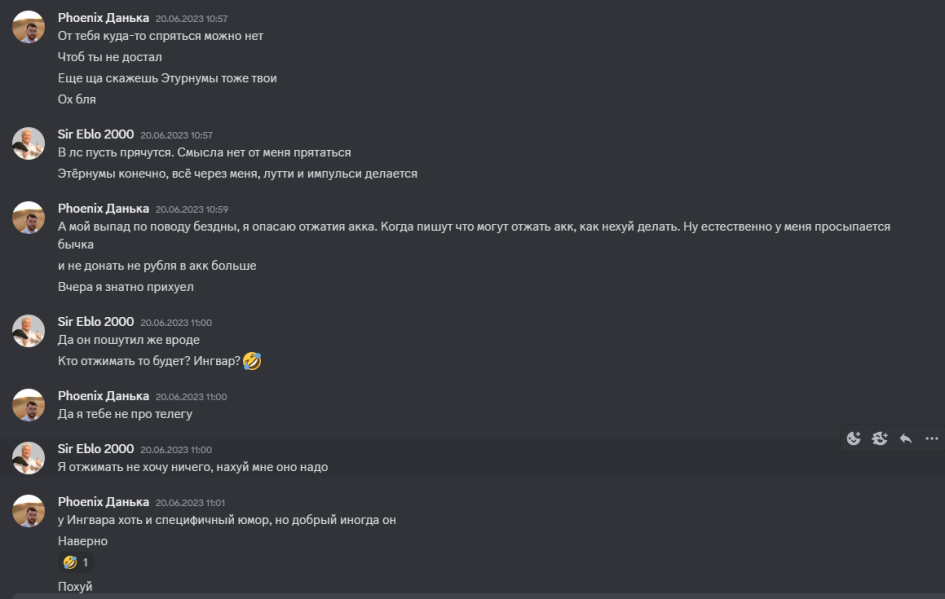 Phoenix Данька 20.06.2023 10:57
От тебя куда-то спряться можно нет
Чтоб ты не достал
Еще ща скажешь Этурнумы тоже твои
Ох бля
Sir Eblo 2000 20.06.2023 10:57
В лс пусть прячутся. Смысла нет от меня прятаться
Этёрнумы конечно, всё через меня, лутти и импульси делается
Phoenix Данька 20.06.2023 10:59
А мой выпад по поводу бездны, я опасаю отжатия акка. Когда пишут что могут отжать акк, как нехуй делать. Ну естественно у меня просыпается
бычка
и не донать не рубля в акк больше
Вчера я знатно прихуел
Sir Eblo 2000 20.06.2023 11:00
Да он пошутил же вроде
Кто отжимать то будет? Ингвар? 🤣
Phoenix Данька 20.06.2023 11:00
Да я тебе не про телегу
Sir Eblo 2000 20.06.2023 11:00
Я отжимать не хочу ничего, нахуй мне оно надо
Phoenix Данька 20.06.2023 11:01
у Ингвара хоть и специфичный юмор, но добрый иногда он
Наверно
🤣 1
Похуй